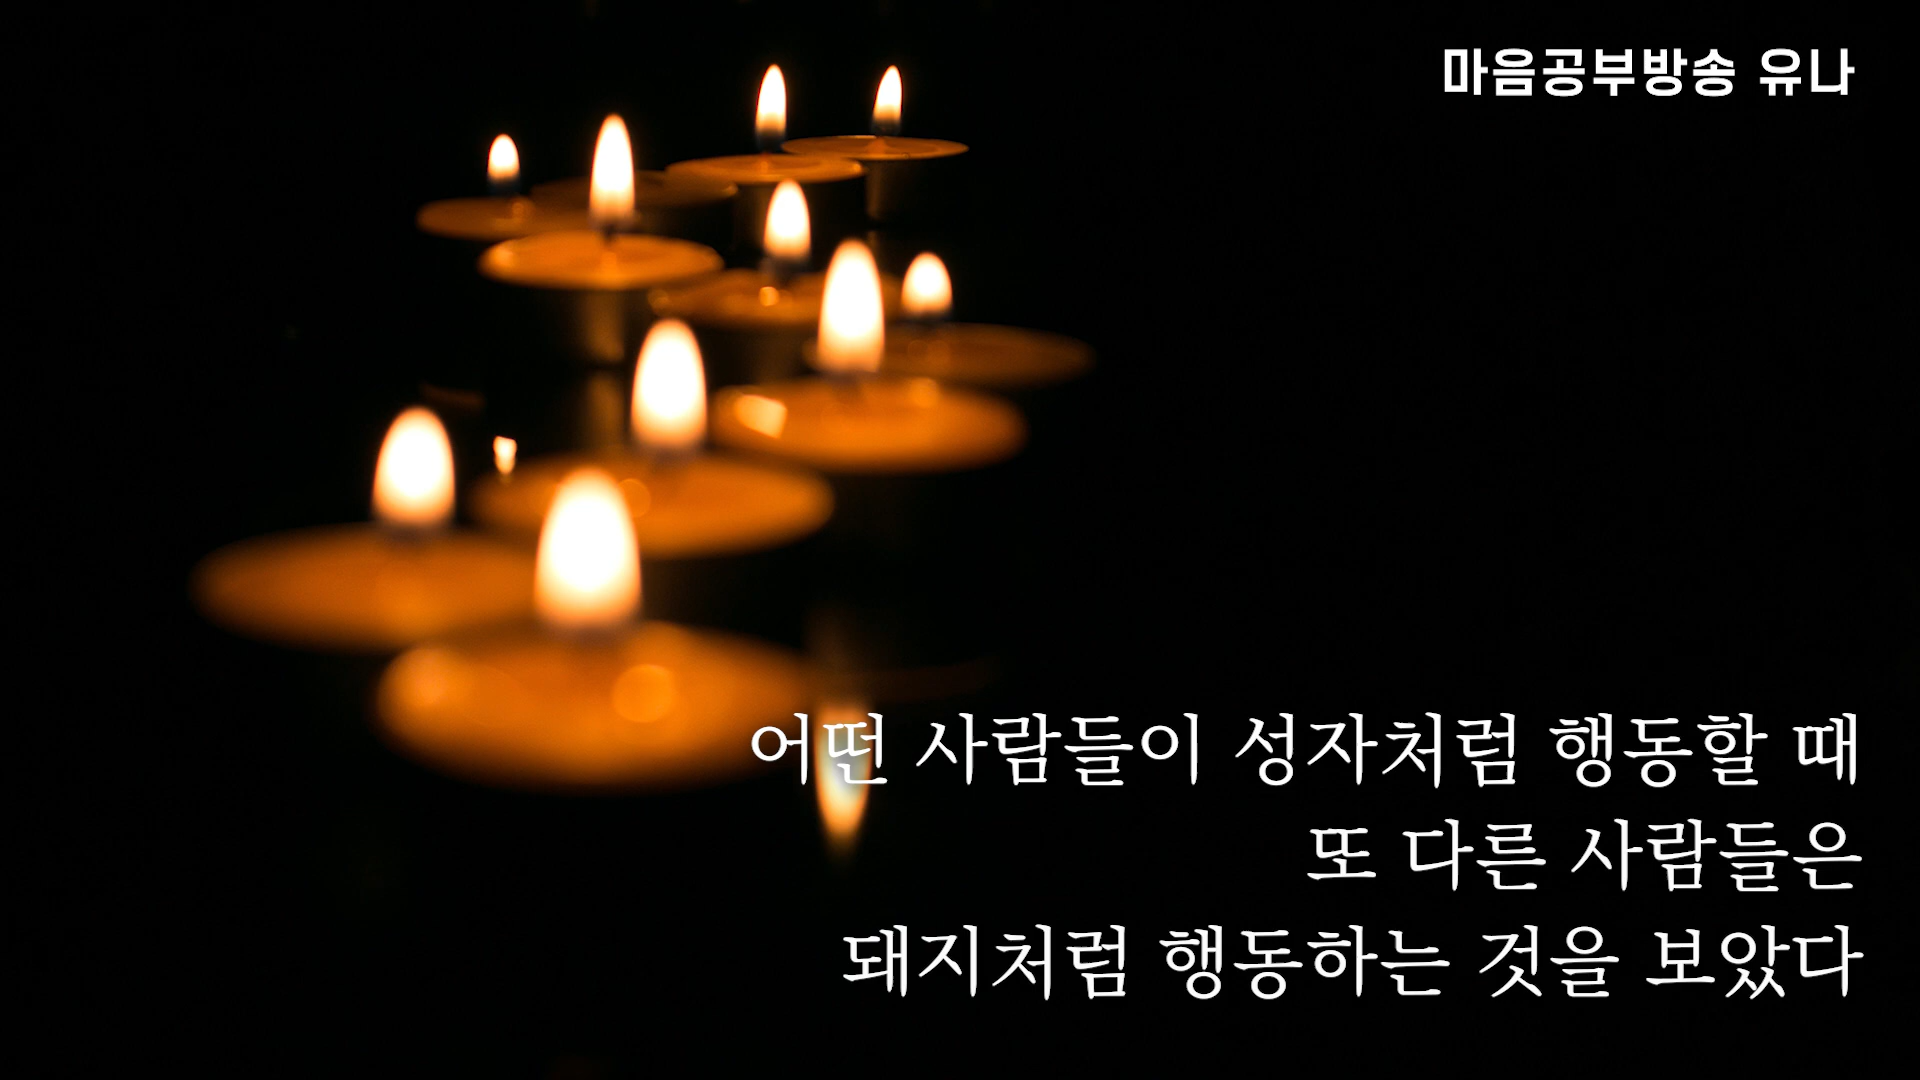 마음공부방송 유나
어떤 사람들이 성자처럼 행동할 때
또 다른 사람들은
돼지처럼 행동하는 것을 보았다